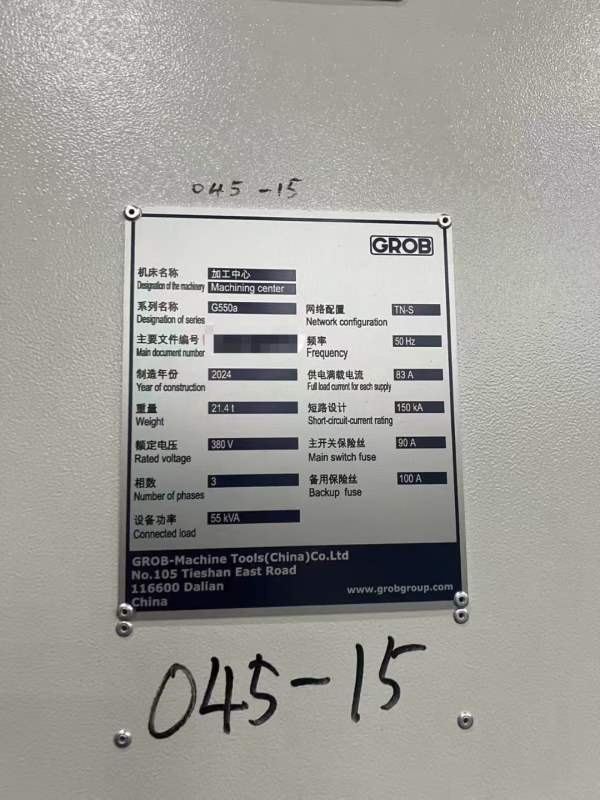 045-15
GROB
机床名称 加工中心
Designation of the machinery Machining center
系列名称 G550a
Designation of series
网络配置 TN-S
Network configuration
主要文件编号
Main document number
频率 50 Hz
Frequency
制造年份 2024
Year of construction
供电满载电流 83 A
Full load current for each supply
重量 21.4 t
Weight
短路设计 150 kA
Short-circuit-current rating
额定电压 380 V
Rated voltage
主开关保险丝 90 A
Main switch fuse
相数 3
Number of phases
备用保险丝 100 A
Backup fuse
设备功率 55 kVA
Connected load
GROB-Machine Tools(China)Co.Ltd
No.105 Tieshan East Road
116600 Dalian
China
www.grobgroup.com
045-15